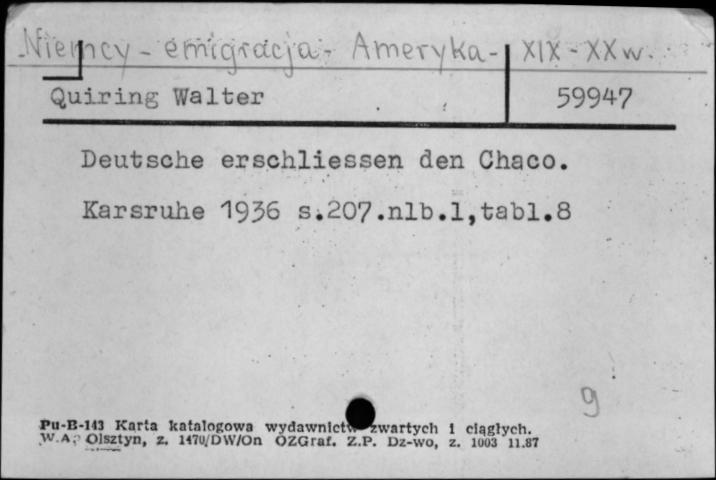 Niemcy - emigracja - Ameryka - XIX - XX w.
Quiring Walter 59947
Deutsche erschliessen den Chaco.
Karsruhe 1936 s.207.nlb.1,tabl.8
9
Pu-B-143 Karta katalogowa wydawnictw zwartych i ciągłych.
W.A. Olsztyn, z. 1470/DW/On OZGraf. Z.P. Dz-wo, z. 1003 11.87